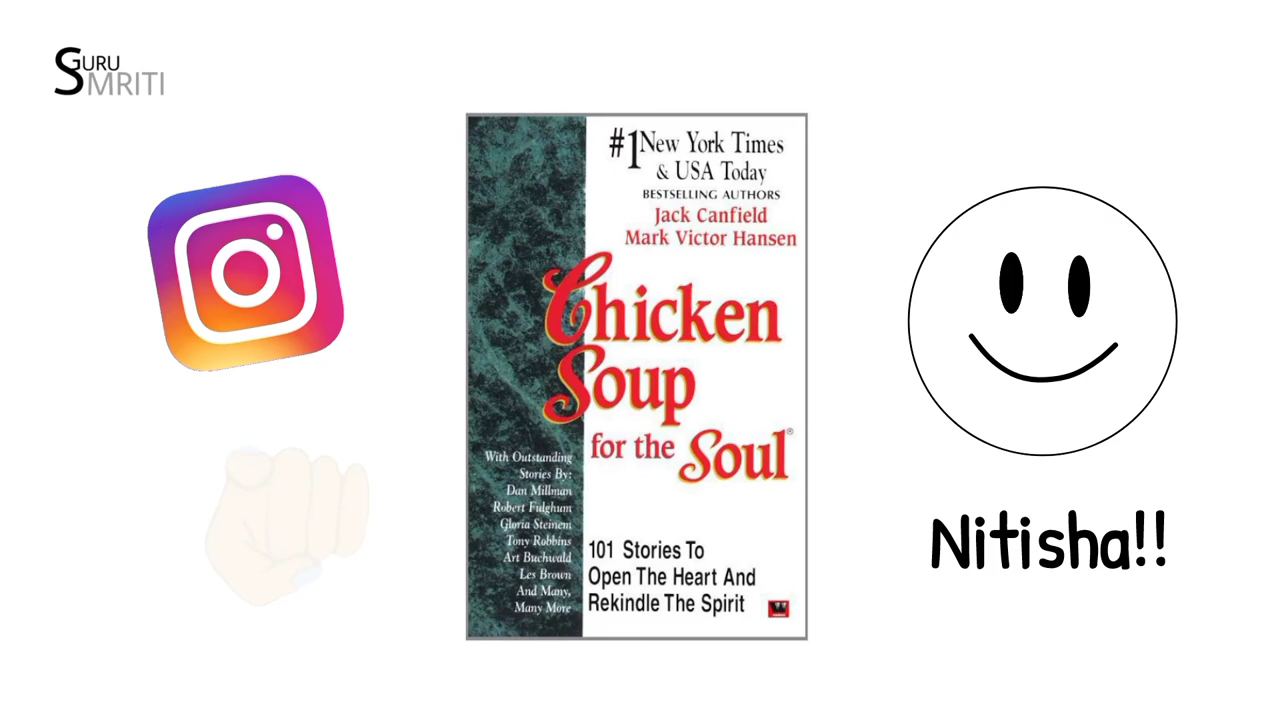 GURU
SMRITI
#1 New York Times
& USA Today
BESTSELLING AUTHORS
Jack Canfield
Mark Victor Hansen
Chicken
Soup
for the Soul®
With Outstanding
Stories By:
Dan Millman
Robert Fulghum
Gloria Steinem
Tony Robbins
Art Buchwald
Les Brown
And Many,
Many More
101 Stories To
Open The Heart And
Rekindle The Spirit
Nitisha!!